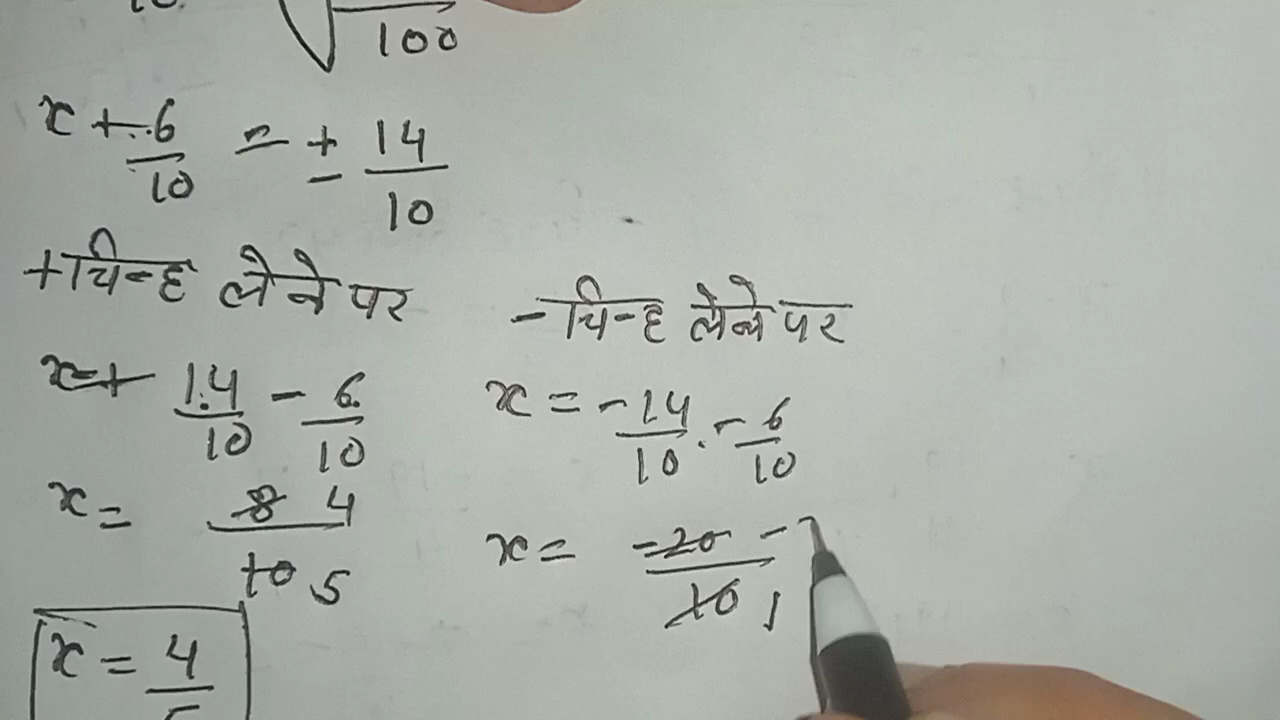 √ 100
x + 6/10 = ± 14/10
+ चिन्ह लेने पर
x = + 14/10 - 6/10
x = 8 4 / 10 5
x = 4/5
- चिन्ह लेने पर
x = -14/10 - 6/10
x = -20 - / 10 1